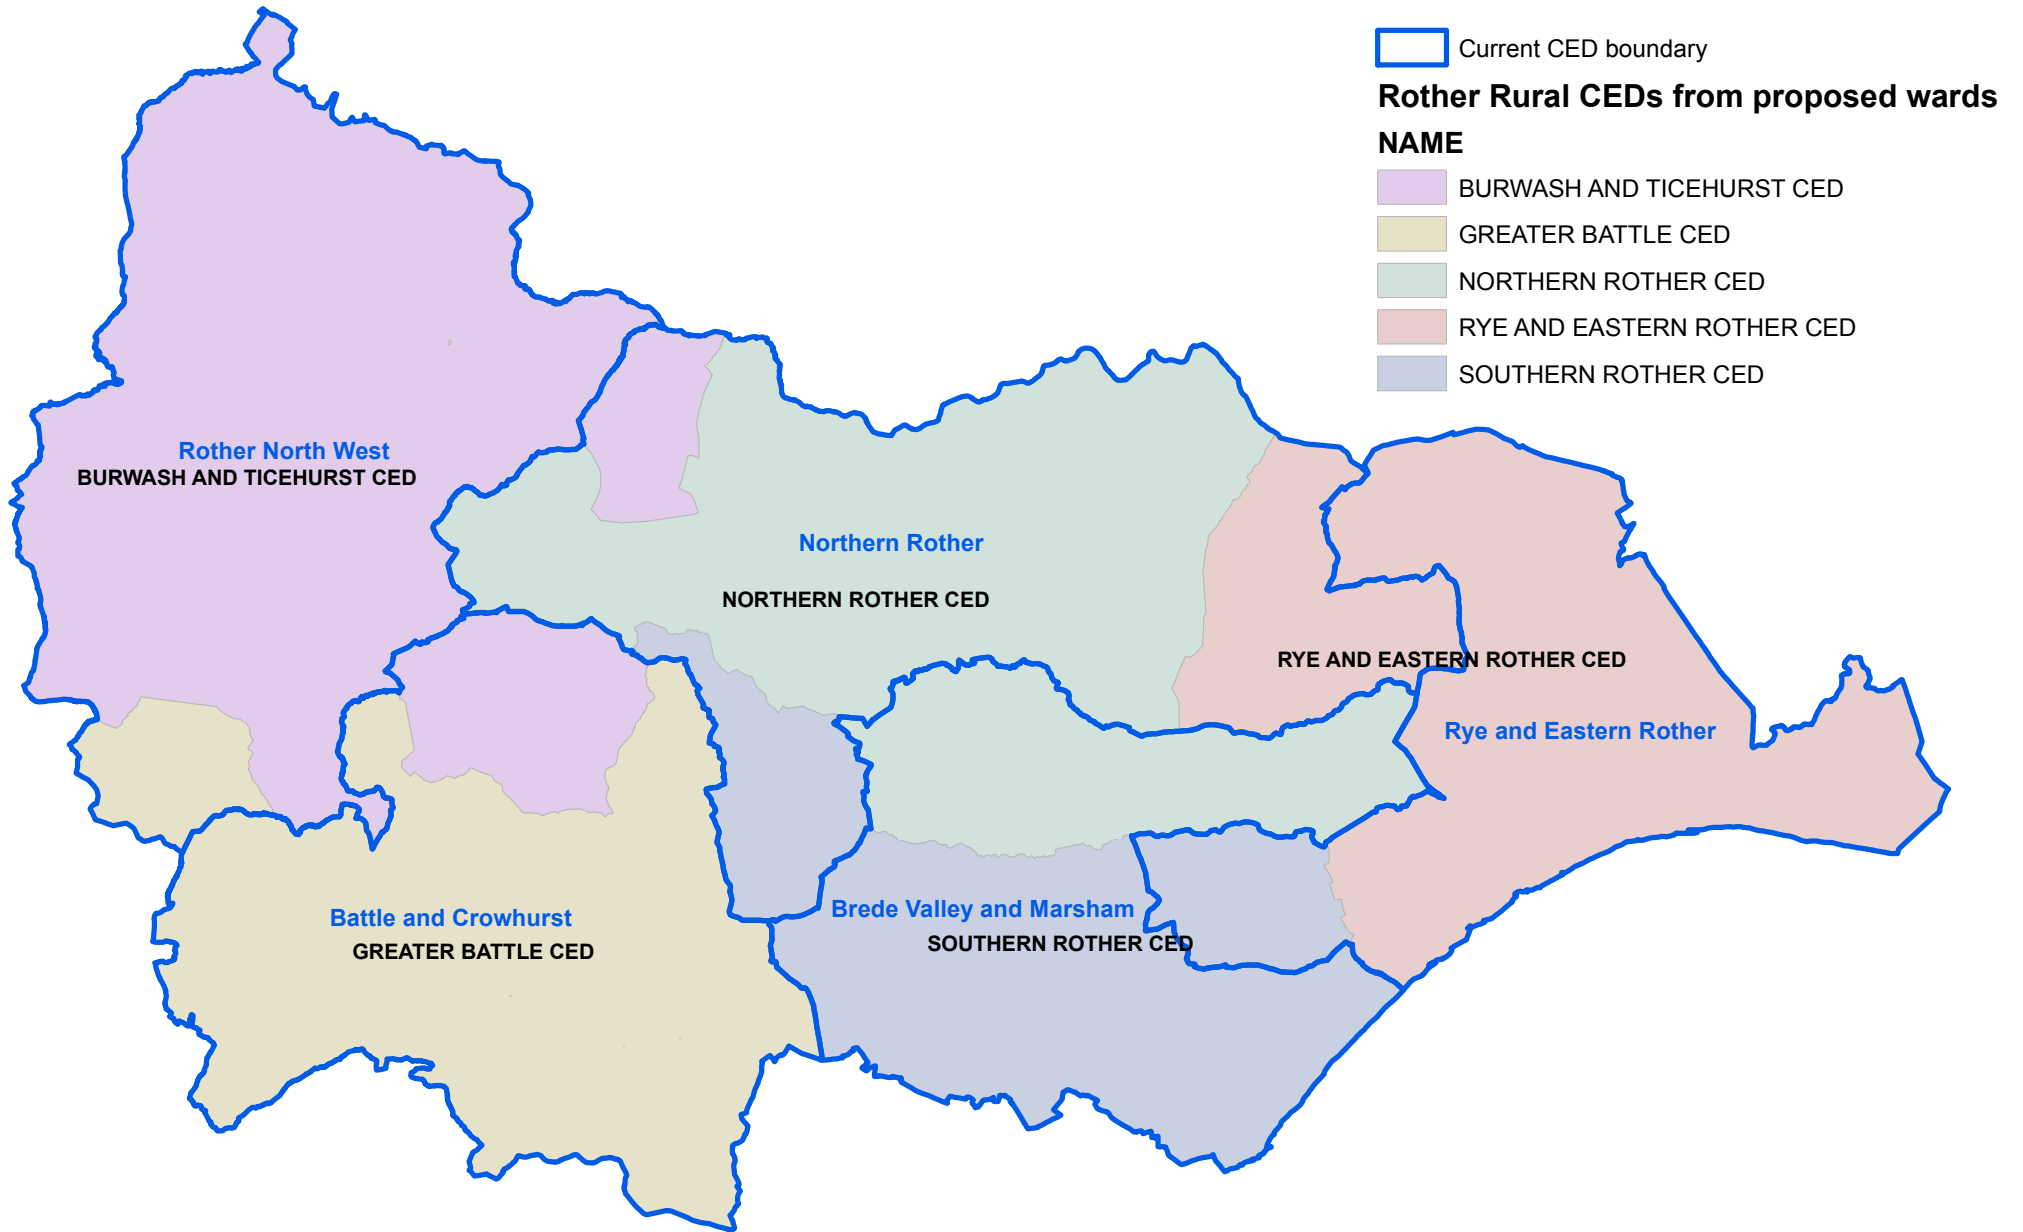 Current CED boundary
Rother Rural CEDs from proposed wards
NAME
BURWASH AND TICEHURST CED
GREATER BATTLE CED
NORTHERN ROTHER CED
RYE AND EASTERN ROTHER CED
SOUTHERN ROTHER CED
Rother North West
BURWASH AND TICEHURST CED
Northern Rother
NORTHERN ROTHER CED
RYE AND EASTERN ROTHER CED
Rye and Eastern Rother
Brede Valley and Marsham
SOUTHERN ROTHER CED
Battle and Crowhurst
GREATER BATTLE CED